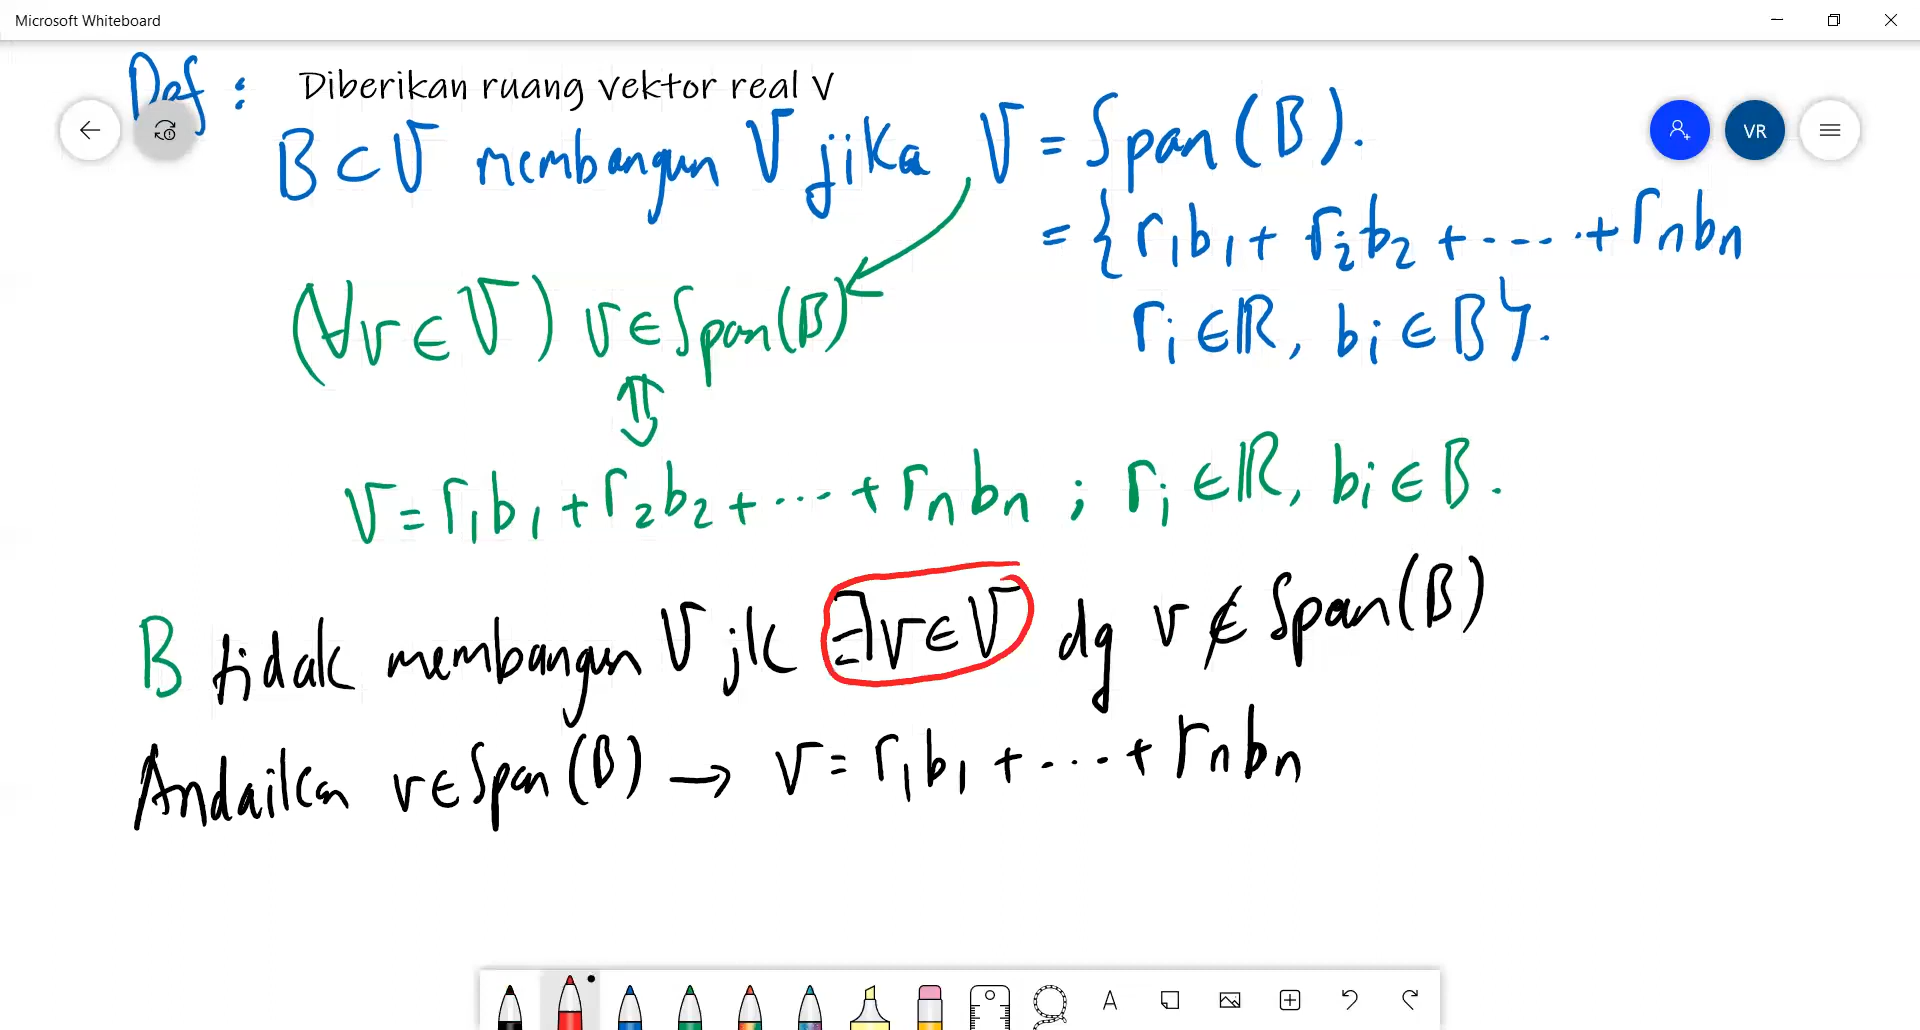 Microsoft Whiteboard
Def : Diberikan ruang vektor real V
B ⊂ V membangun V jika V = Span(B).
= {r₁b₁ + r₂b₂ + ..... + rₙbₙ
rᵢ ∈ ℝ, bᵢ ∈ B}.
(∀v ∈ V) v ∈ Span(B)
⇕
v = r₁b₁ + r₂b₂ + ... + rₙbₙ ; rᵢ ∈ ℝ, bᵢ ∈ B.
B tidak membangun V jk ∃v ∈ V dg v ∉ Span(B)
Andaikan v ∈ Span(B) → v = r₁b₁ + ... + rₙbₙ
VR
A